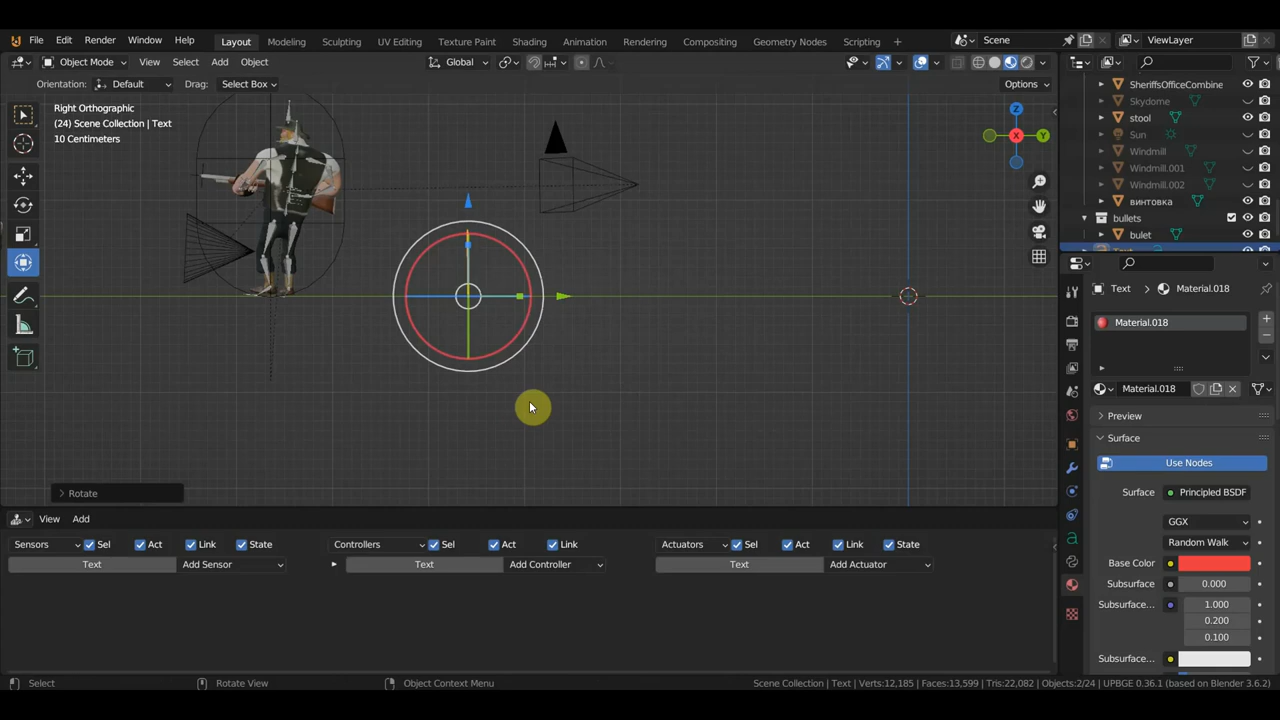 File Edit Render Window Help Layout Modeling Sculpting UV Editing Texture Paint Shading Animation Rendering Compositing Geometry Nodes Scripting + Scene ViewLayer
Object Mode View Select Add Object Global
Orientation: Default Drag: Select Box Options
Right Orthographic
(24) Scene Collection | Text
10 Centimeters
Z
X
Y
SheriffsOfficeCombine
Skydome
stool
Sun
Windmill
Windmill.001
Windmill.002
винтовка
bullets
bulet
Text
Text > Material.018
Material.018
Material.018
Preview
Surface
Use Nodes
Surface Principled BSDF
GGX
Random Walk
Base Color
Subsurface 0.000
Subsurface... 1.000
0.200
0.100
Subsurface...
Rotate
View Add
Sensors Sel Act Link State Controllers Sel Act Link Actuators Sel Act Link State
Text Add Sensor Text Add Controller Text Add Actuator
Select Rotate View Object Context Menu Scene Collection | Text | Verts:12,185 | Faces:13,599 | Tris:22,082 | Objects:2/24 | UPBGE 0.36.1 (based on Blender 3.6.2)